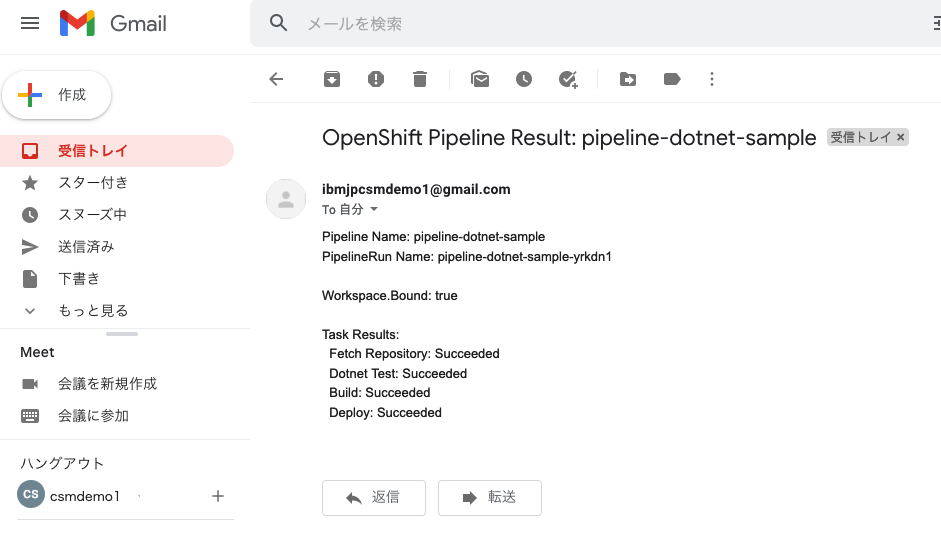 Gmail
メールを検索
作成
受信トレイ
スター付き
スヌーズ中
送信済み
下書き
もっと見る
Meet
会議を新規作成
会議に参加
ハングアウト
CS csmdemo1
OpenShift Pipeline Result: pipeline-dotnet-sample 受信トレイ ×
ibmjpcsmdemo1@gmail.com
To 自分
Pipeline Name: pipeline-dotnet-sample
PipelineRun Name: pipeline-dotnet-sample-yrkdn1
Workspace.Bound: true
Task Results:
Fetch Repository: Succeeded
Dotnet Test: Succeeded
Build: Succeeded
Deploy: Succeeded
返信 転送